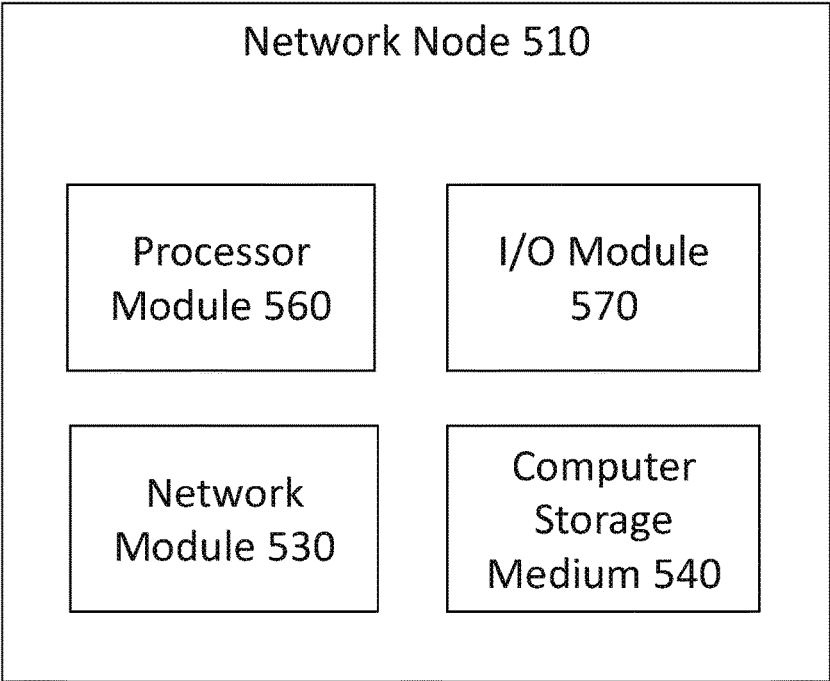 Network Node 510
Processor
Module 560
I/O Module
570
Network
Module 530
Computer
Storage
Medium 540